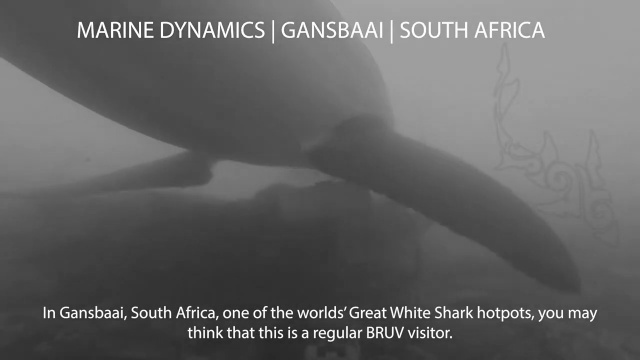 MARINE DYNAMICS | GANSBAAI | SOUTH AFRICA
In Gansbaai, South Africa, one of the worlds' Great White Shark hotpots, you may
think that this is a regular BRUV visitor.